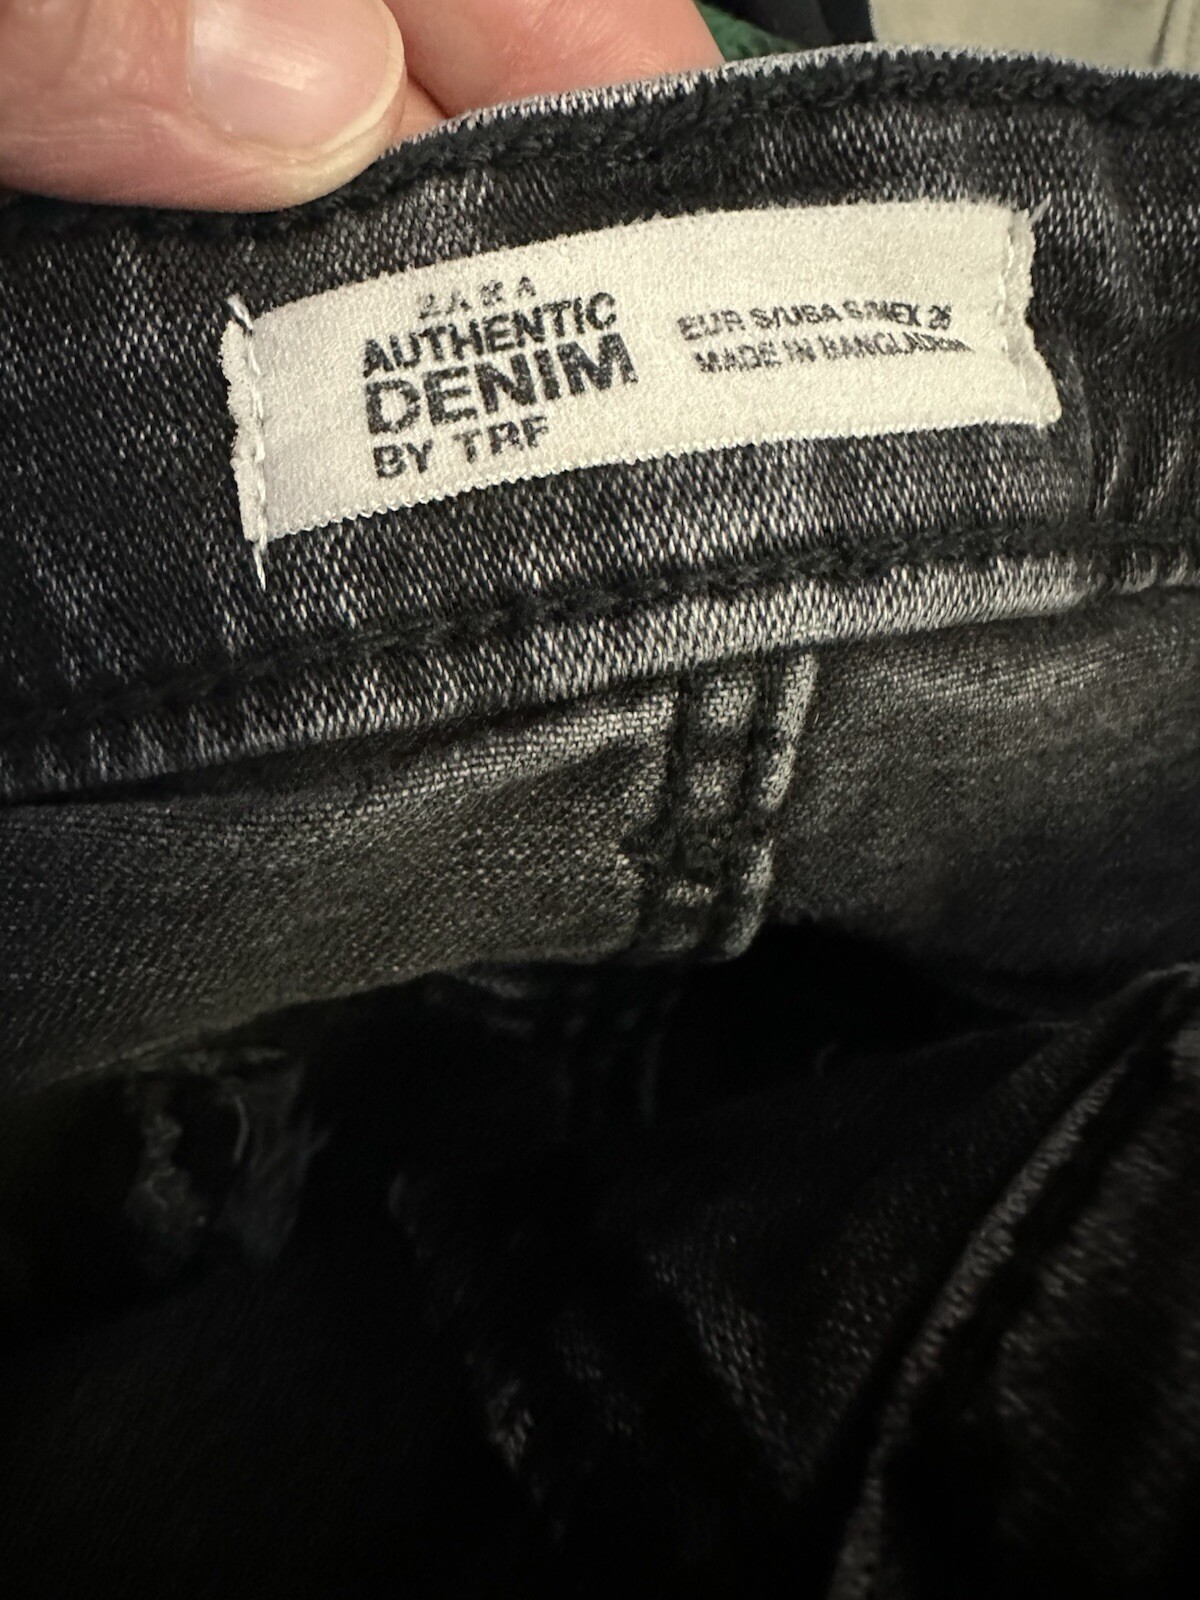 ZARA
AUTHENTIC
DENIM
BY TRF
EUR S/USA S/MEX 26
MADE IN BANGLADESH